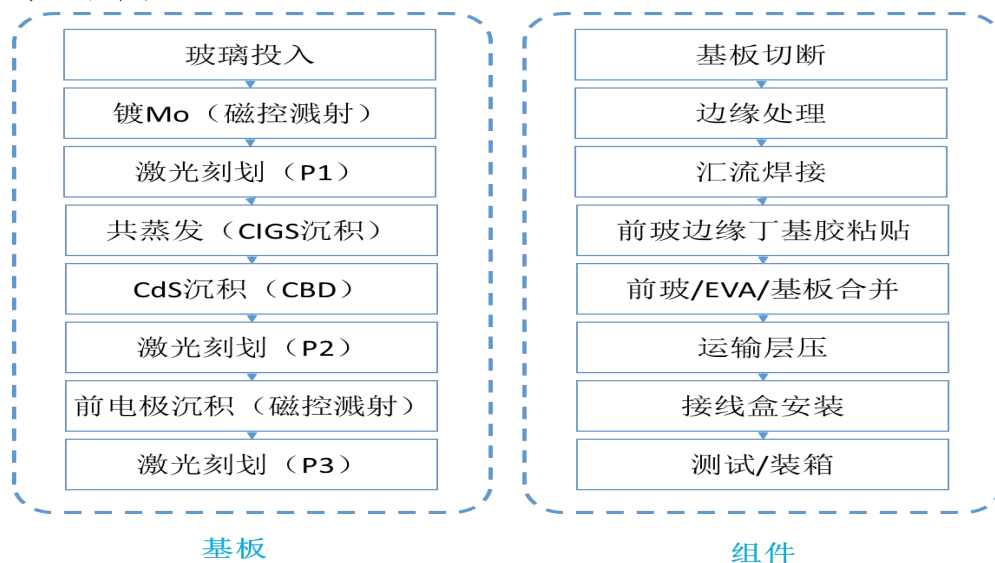 玻璃投入
镀Mo（磁控溅射）
激光刻划（P1）
共蒸发（CIGS沉积）
CdS沉积（CBD）
激光刻划（P2）
前电极沉积（磁控溅射）
激光刻划（P3）
基板
基板切断
边缘处理
汇流焊接
前玻边缘丁基胶粘贴
前玻/EVA/基板合并
运输层压
接线盒安装
测试/装箱
组件